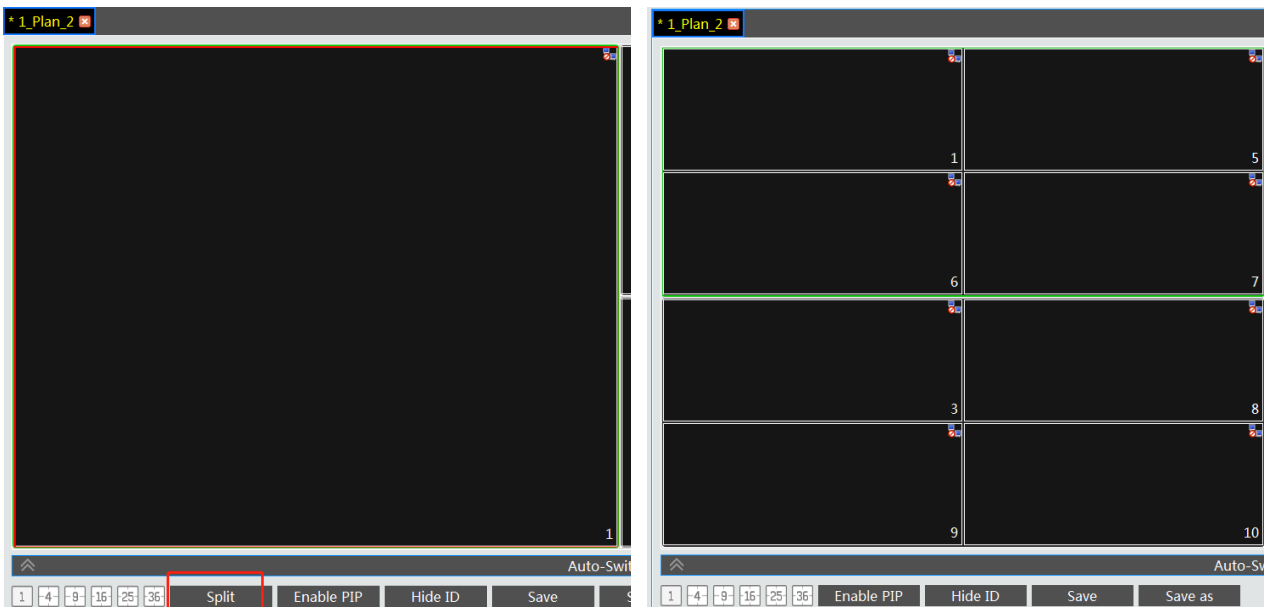 * 1_Plan_2
1
Auto-Swit
1 4 9 16 25 36 Split Enable PIP Hide ID Save S
* 1_Plan_2
1 5
6 7
3 8
9 10
Auto-Sw
1 4 9 16 25 36 Enable PIP Hide ID Save Save as